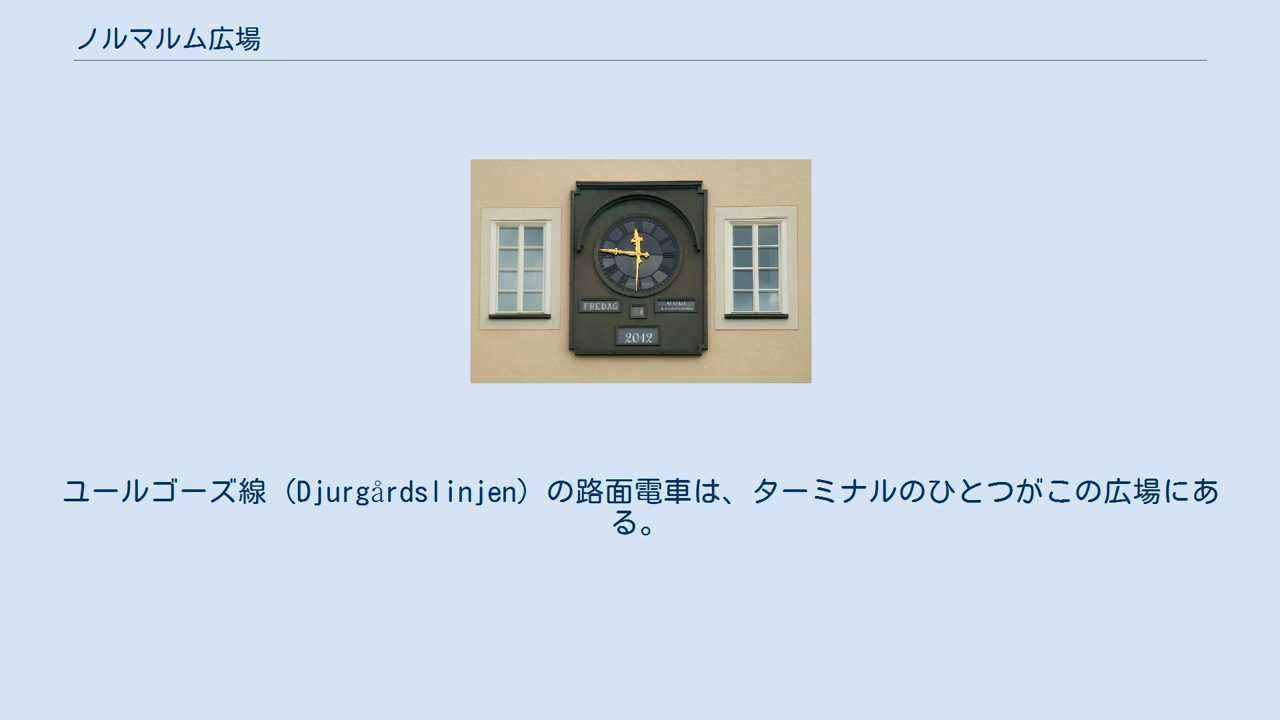 ノルマルム広場
FREDAG
JULI
2012
ユールゴーズ線（Djurgårdslinjen）の路面電車は、ターミナルのひとつがこの広場にあ
る。